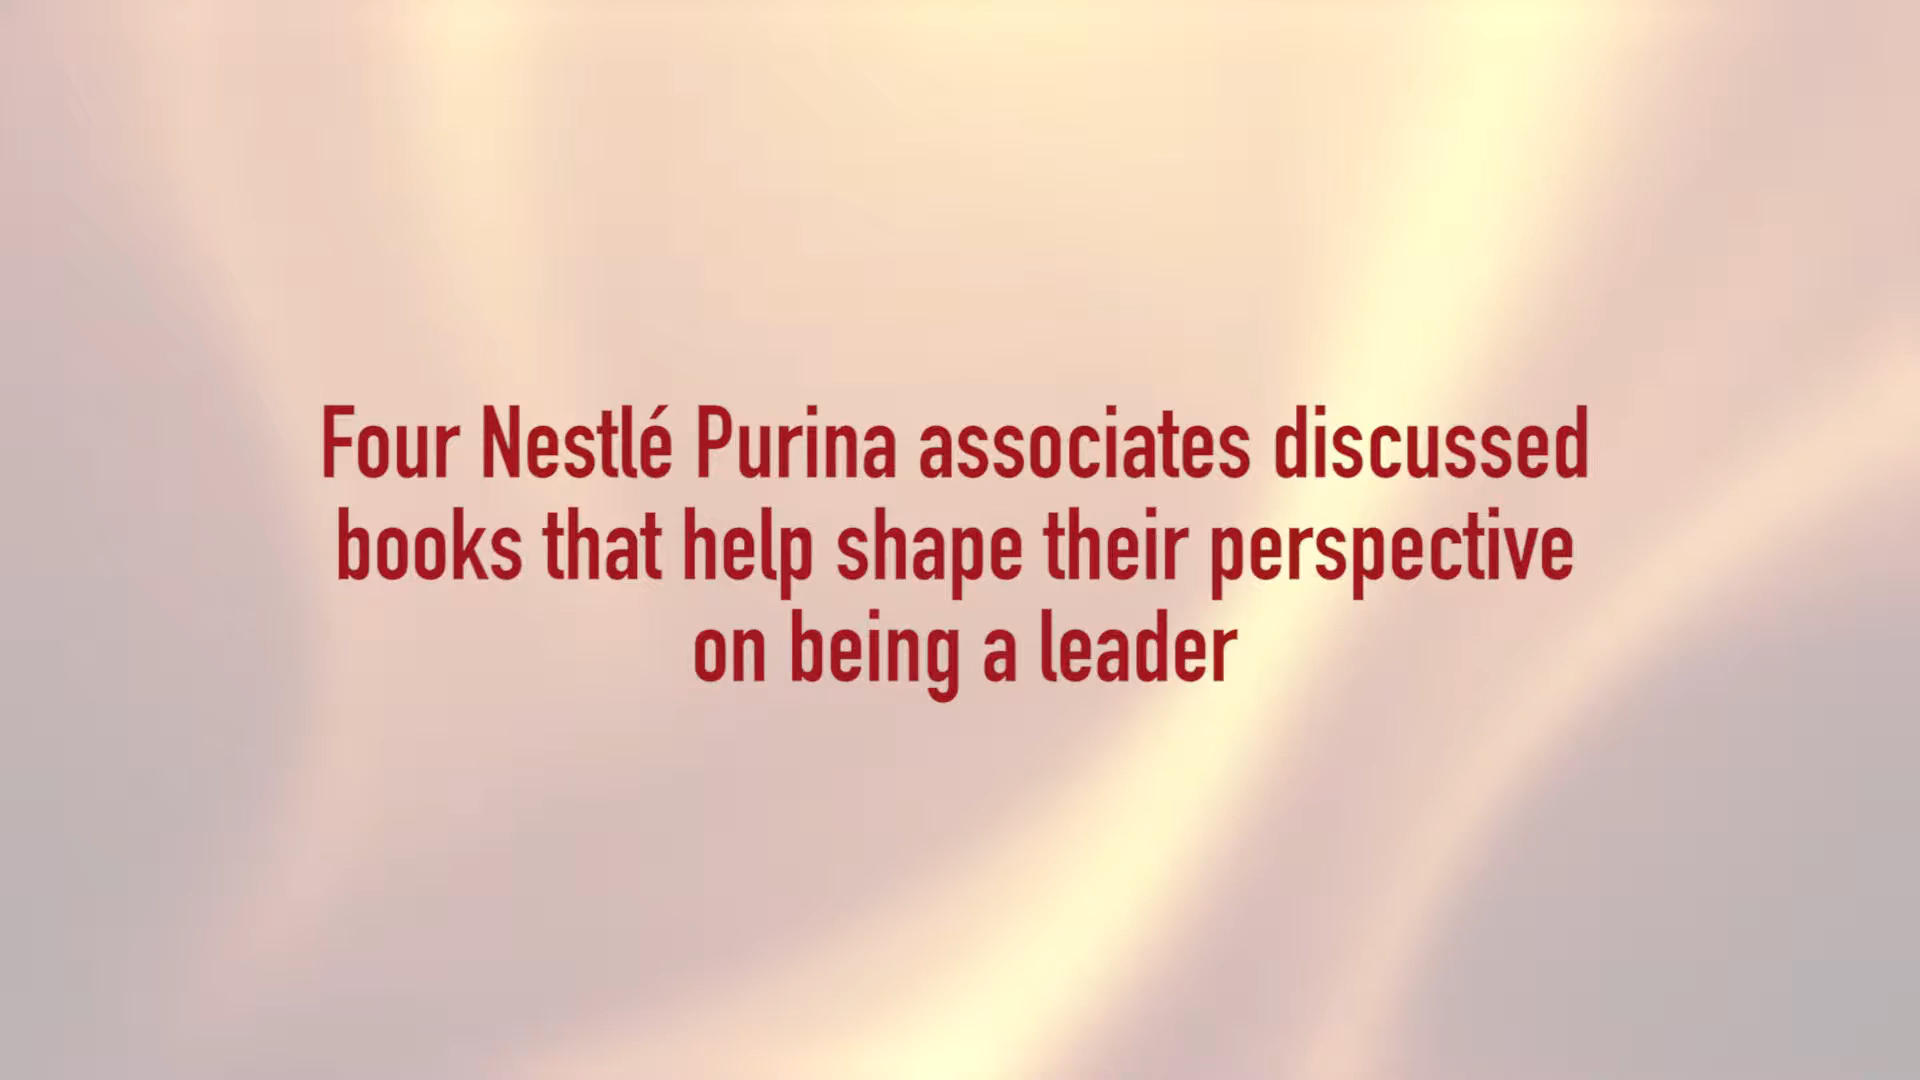 Four Nestlé Purina associates discussed
books that help shape their perspective
on being a leader